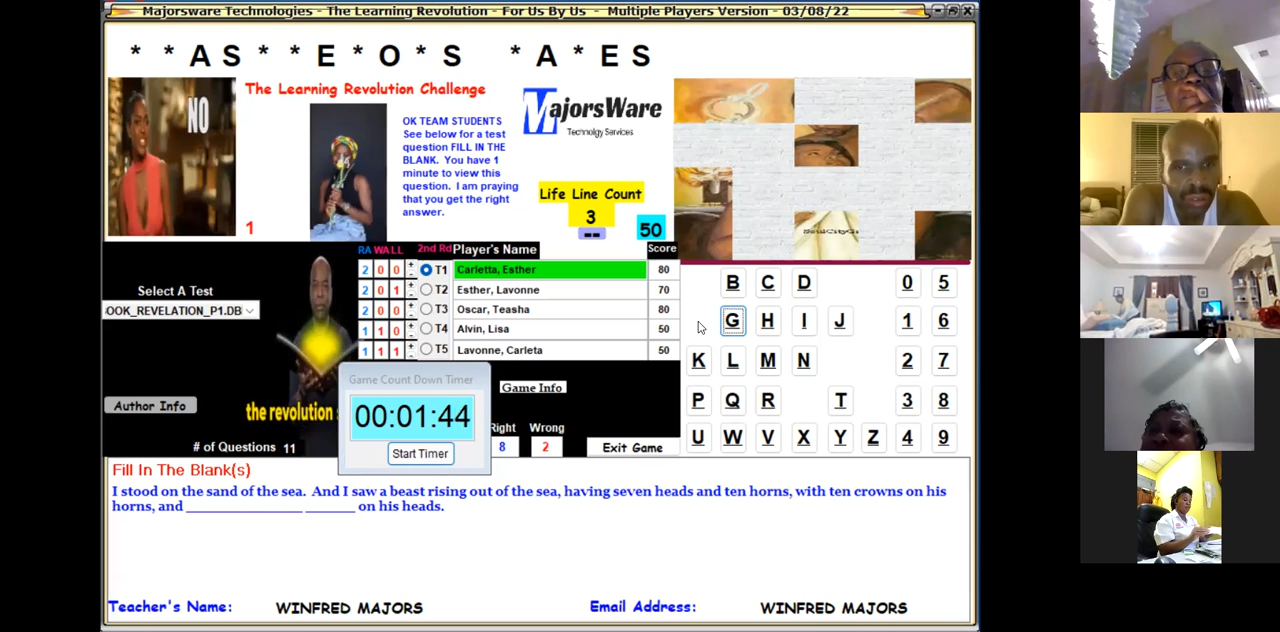 Majorsware Technologies - The Learning Revolution - For Us By Us - Multiple Players Version - 03/08/22
* * A S * * E * O * S * A * E S
NO
The Learning Revolution Challenge
1
OK TEAM STUDENTS
See below for a test
question FILL IN THE
BLANK. You have 1
minute to view this
question. I am praying
that you get the right
answer.
MajorsWare
Technolgy Services
Life Line Count
3
--
50
RA WALL 2nd Rd Player's Name Score
2 0 0 + - T1 Carletta, Esther 80
2 0 1 + - T2 Esther, Lavonne 70
2 0 0 + - T3 Oscar, Teasha 80
1 1 0 + - T4 Alvin, Lisa 50
1 1 1 + - T5 Lavonne, Carleta 50
Select A Test
OOK_REVELATION_P1.DB
Author Info
the revolution
# of Questions 11
Game Count Down Timer
00:01:44
Start Timer
Game Info
Right Wrong
8 2
Exit Game
B C D 0 5
G H I J 1 6
K L M N 2 7
P Q R T 3 8
U W V X Y Z 4 9
Fill In The Blank(s)
I stood on the sand of the sea. And I saw a beast rising out of the sea, having seven heads and ten horns, with ten crowns on his
horns, and ________________ _______ on his heads.
Teacher's Name: WINFRED MAJORS Email Address: WINFRED MAJORS